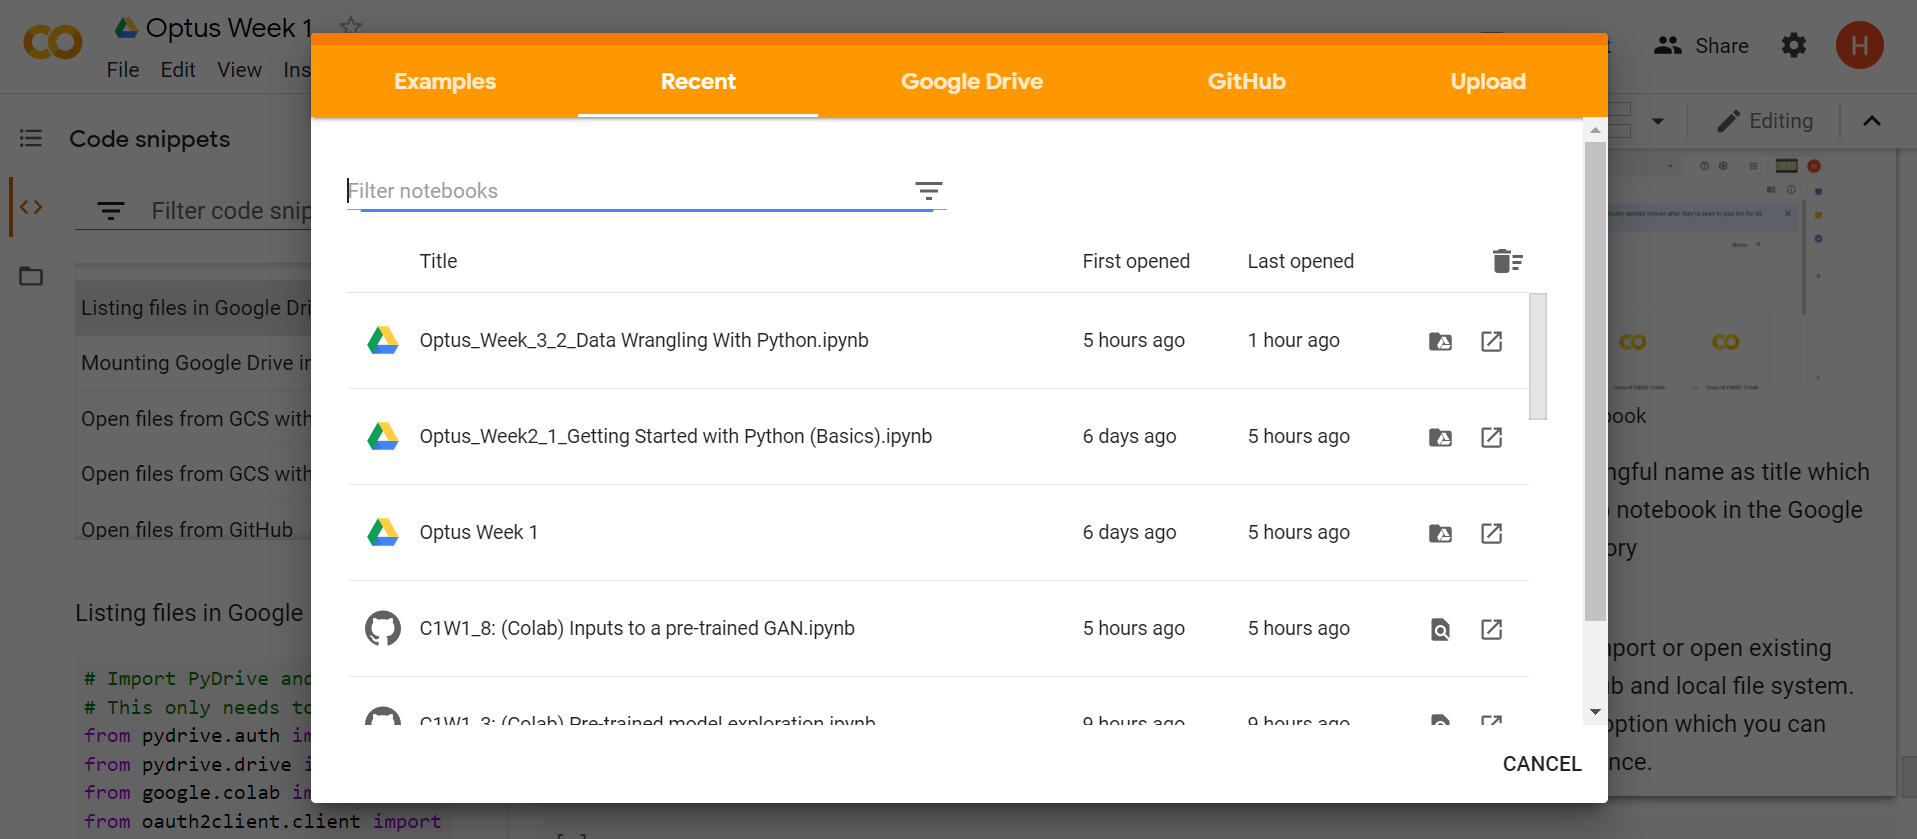 Optus Week 1
File Edit View Ins
Share
H
Examples Recent Google Drive GitHub Upload
Editing
Code snippets
Filter code snip
Filter notebooks
Title First opened Last opened
Optus_Week_3_2_Data Wrangling With Python.ipynb 5 hours ago 1 hour ago
Optus_Week2_1_Getting Started with Python (Basics).ipynb 6 days ago 5 hours ago
Optus Week 1 6 days ago 5 hours ago
C1W1_8: (Colab) Inputs to a pre-trained GAN.ipynb 5 hours ago 5 hours ago
C1W1_3: (Colab) Pre-trained model exploration.ipynb 9 hours ago 9 hours ago
CANCEL
Listing files in Google Dri
Mounting Google Drive in
Open files from GCS with
Open files from GCS with
Open files from GitHub
Listing files in Google
# Import PyDrive and
# This only needs to
from pydrive.auth im
from pydrive.drive i
from google.colab im
from oauth2client.client import
Name
book
ngful name as title which
notebook in the Google
ory
port or open existing
b and local file system.
option which you can
nce.